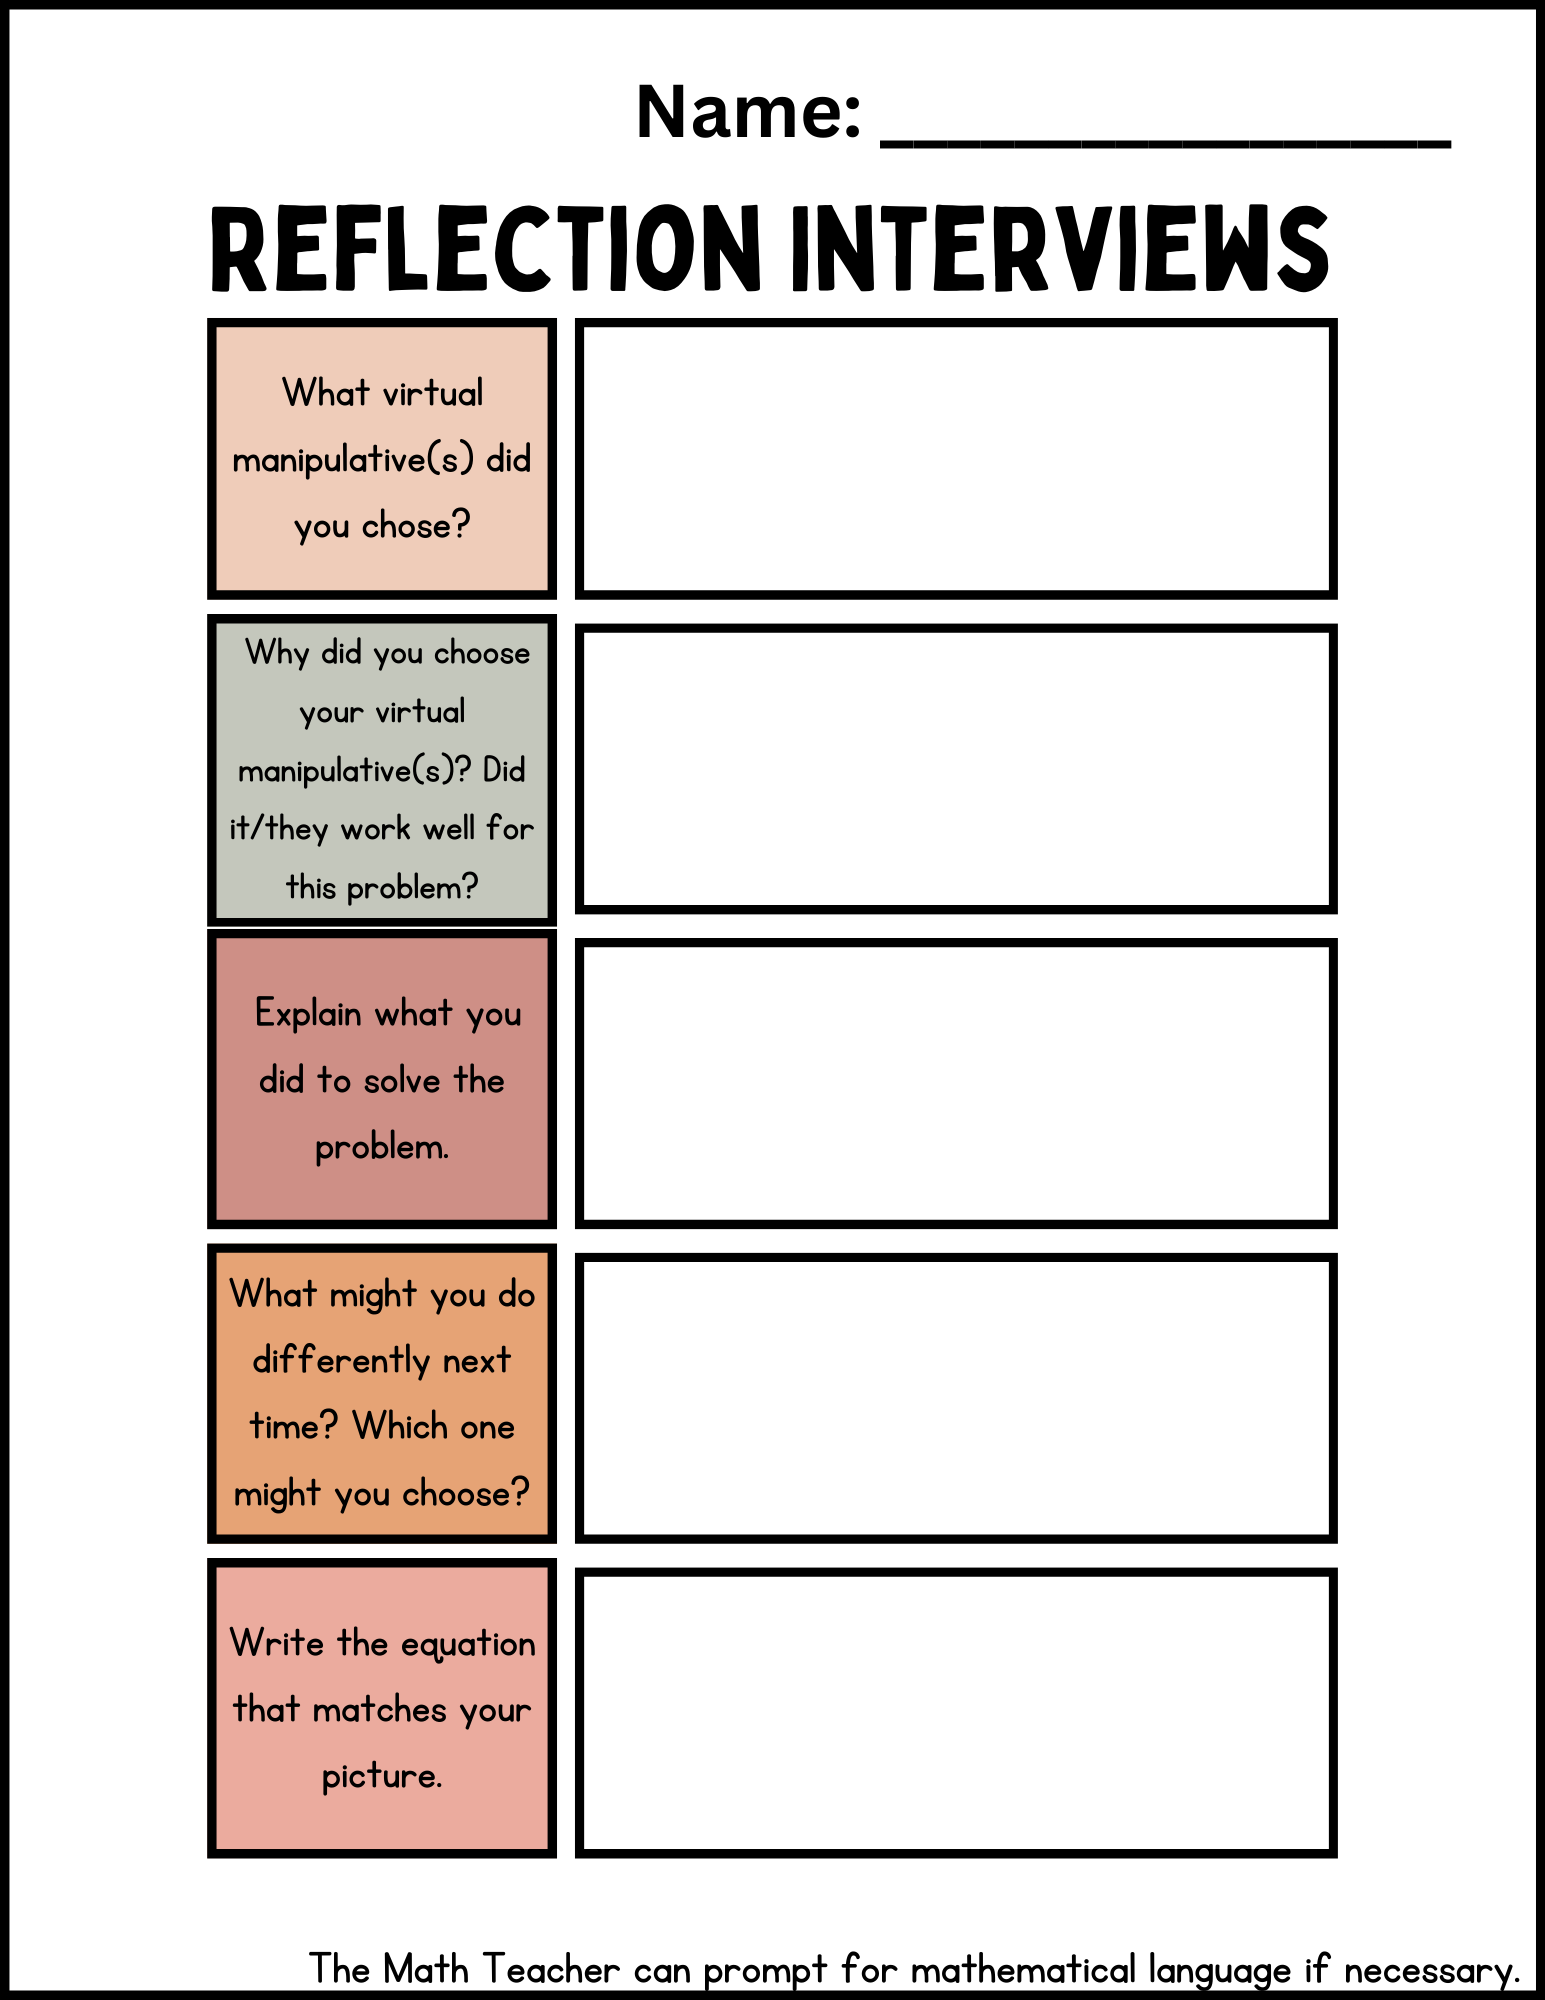 Name: _________________
REFLECTION INTERVIEWS
What virtual
manipulative(s) did
you chose?
Why did you choose
your virtual
manipulative(s)? Did
it/they work well for
this problem?
Explain what you
did to solve the
problem.
What might you do
differently next
time? Which one
might you choose?
Write the equation
that matches your
picture.
The Math Teacher can prompt for mathematical language if necessary.